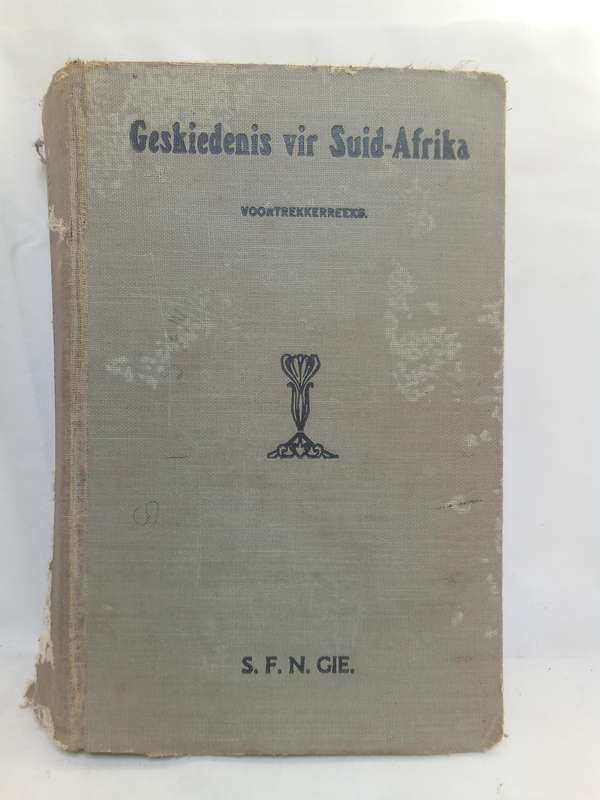 Geskiedenis vir Suid-Afrika
VOORTREKKERREEKS.
S. F. N. GIE.